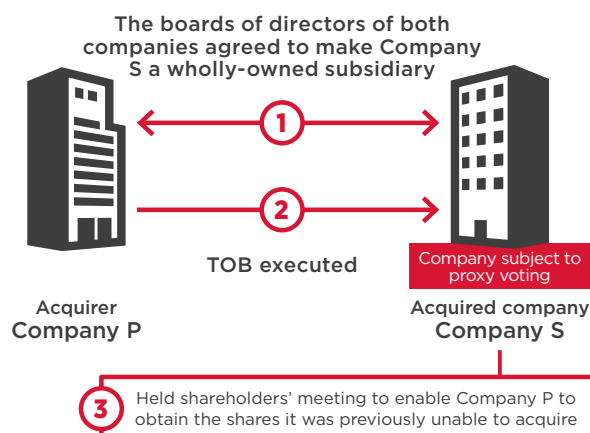 The boards of directors of both
companies agreed to make Company
S a wholly-owned subsidiary
1
2
TOB executed
Company subject to
proxy voting
Acquirer
Company P
Acquired company
Company S
3
Held shareholders' meeting to enable Company P to
obtain the shares it was previously unable to acquire